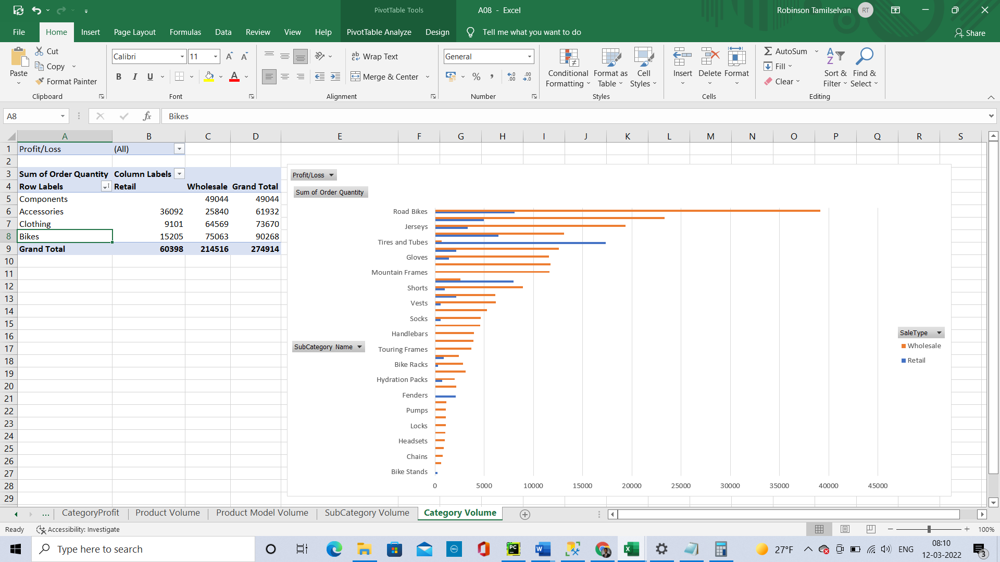 PivotTable Tools
A08 - Excel
Robinson Tamilselvan
RT
File
Home
Insert
Page Layout
Formulas
Data
Review
View
Help
PivotTable Analyze
Design
Tell me what you want to do
Share
Paste
Cut
Copy
Format Painter
Clipboard
Calibri
11
B I U
Font
Wrap Text
Merge & Center
Alignment
General
Number
Conditional Formatting
Format as Table
Cell Styles
Styles
Insert
Delete
Format
Cells
AutoSum
Fill
Clear
Sort & Filter
Find & Select
Editing
A8
fx
Bikes
A B C D E F G H I J K L M N O P Q R S
1 Profit/Loss (All)
2
3 Sum of Order Quantity Column Labels
4 Row Labels Retail Wholesale Grand Total
5 Components 49044 49044
6 Accessories 36092 25840 61932
7 Clothing 9101 64569 73670
8 Bikes 15205 75063 90268
9 Grand Total 60398 214516 274914
10
11
12
13
14
15
16
17
18
19
20
21
22
23
24
25
26
27
28
29
Profit/Loss
Sum of Order Quantity
Road Bikes
Jerseys
Tires and Tubes
Gloves
Mountain Frames
Shorts
Vests
Socks
Handlebars
Touring Frames
Bike Racks
Hydration Packs
Fenders
Pumps
Locks
Headsets
Chains
Bike Stands
0 5000 10000 15000 20000 25000 30000 35000 40000 45000
SubCategory Name
SaleType
Wholesale
Retail
...
CategoryProfit
Product Volume
Product Model Volume
SubCategory Volume
Category Volume
Ready
Accessibility: Investigate
100%
Type here to search
27°F
ENG
08:10
12-03-2022
3